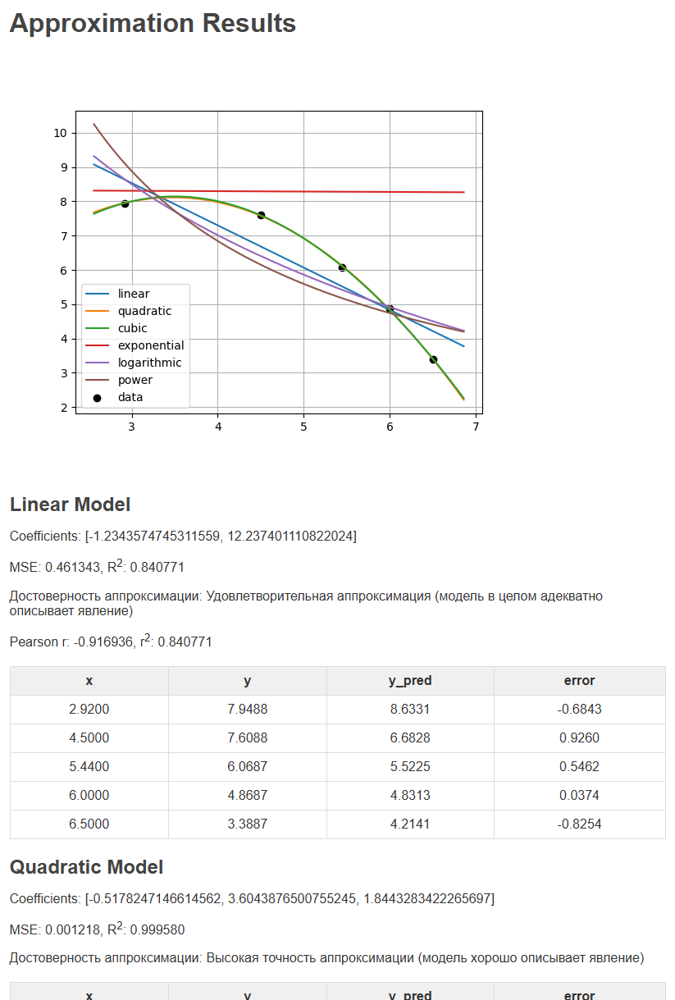 Approximation Results
10
9
8
7
6
5
4
3
2
3 4 5 6 7
linear
quadratic
cubic
exponential
logarithmic
power
data
Linear Model
Coefficients: [-1.2343574745311559, 12.237401110822024]
MSE: 0.461343, R²: 0.840771
Достоверность аппроксимации: Удовлетворительная аппроксимация (модель в целом адекватно
описывает явление)
Pearson r: -0.916936, r²: 0.840771
x y y_pred error
2.9200 7.9488 8.6331 -0.6843
4.5000 7.6088 6.6828 0.9260
5.4400 6.0687 5.5225 0.5462
6.0000 4.8687 4.8313 0.0374
6.5000 3.3887 4.2141 -0.8254
Quadratic Model
Coefficients: [-0.5178247146614562, 3.6043876500755245, 1.8443283422265697]
MSE: 0.001218, R²: 0.999580
Достоверность аппроксимации: Высокая точность аппроксимации (модель хорошо описывает явление)
x y y_pred error